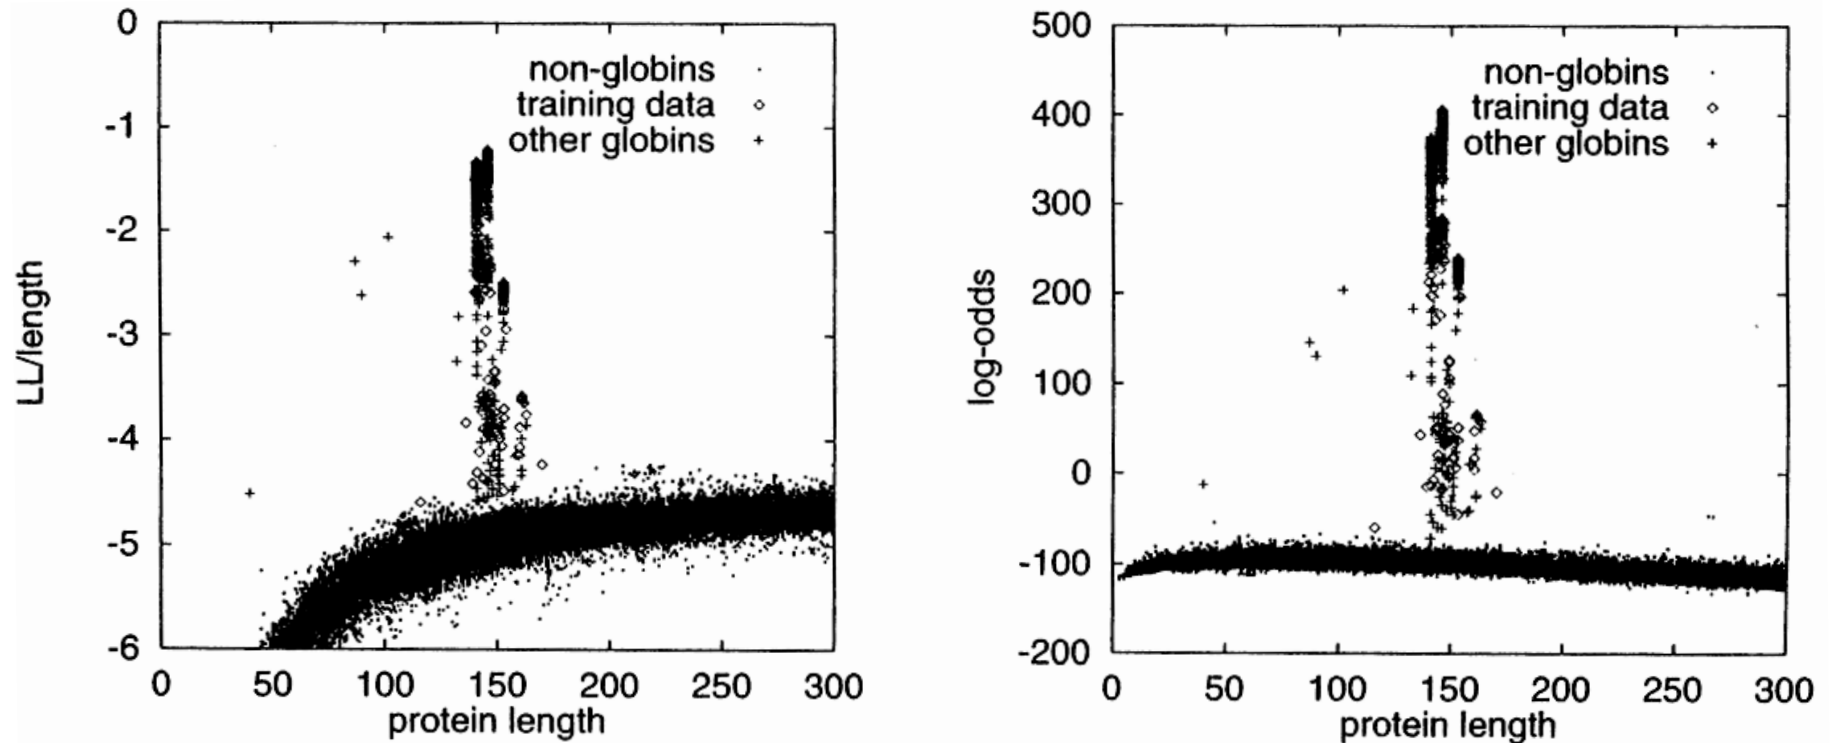 0
-1
-2
-3
-4
-5
-6
LL/length
non-globins
training data
other globins
0 50 100 150 200 250 300
protein length
500
400
300
200
100
0
-100
-200
log-odds
non-globins
training data
other globins
0 50 100 150 200 250 300
protein length